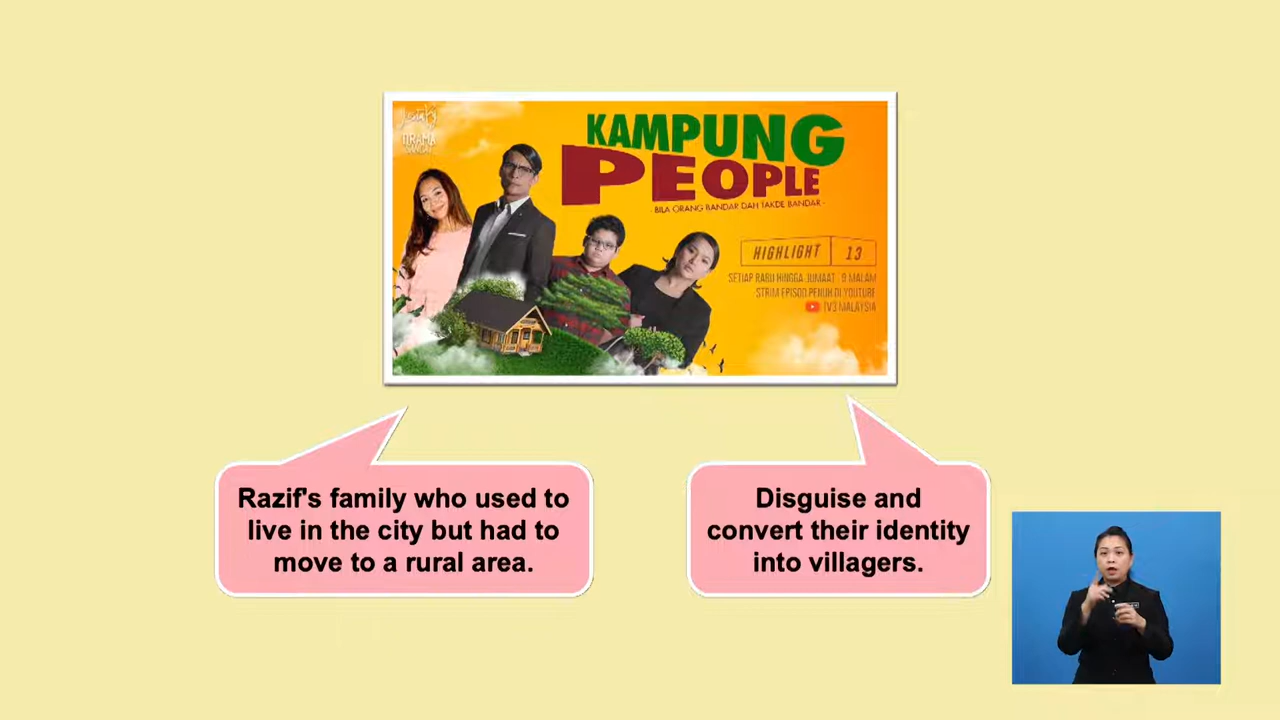 KAMPUNG
PEOPLE
- BILA ORANG BANDAR DAH TAKDE BANDAR -
HIGHLIGHT 13
SETIAP RABU HINGGA JUMAAT 9 MALAM
STRIM EPISOD PENUH DI YOUTUBE
TV3 MALAYSIA
DRAMA
Razif's family who used to
live in the city but had to
move to a rural area.
Disguise and
convert their identity
into villagers.